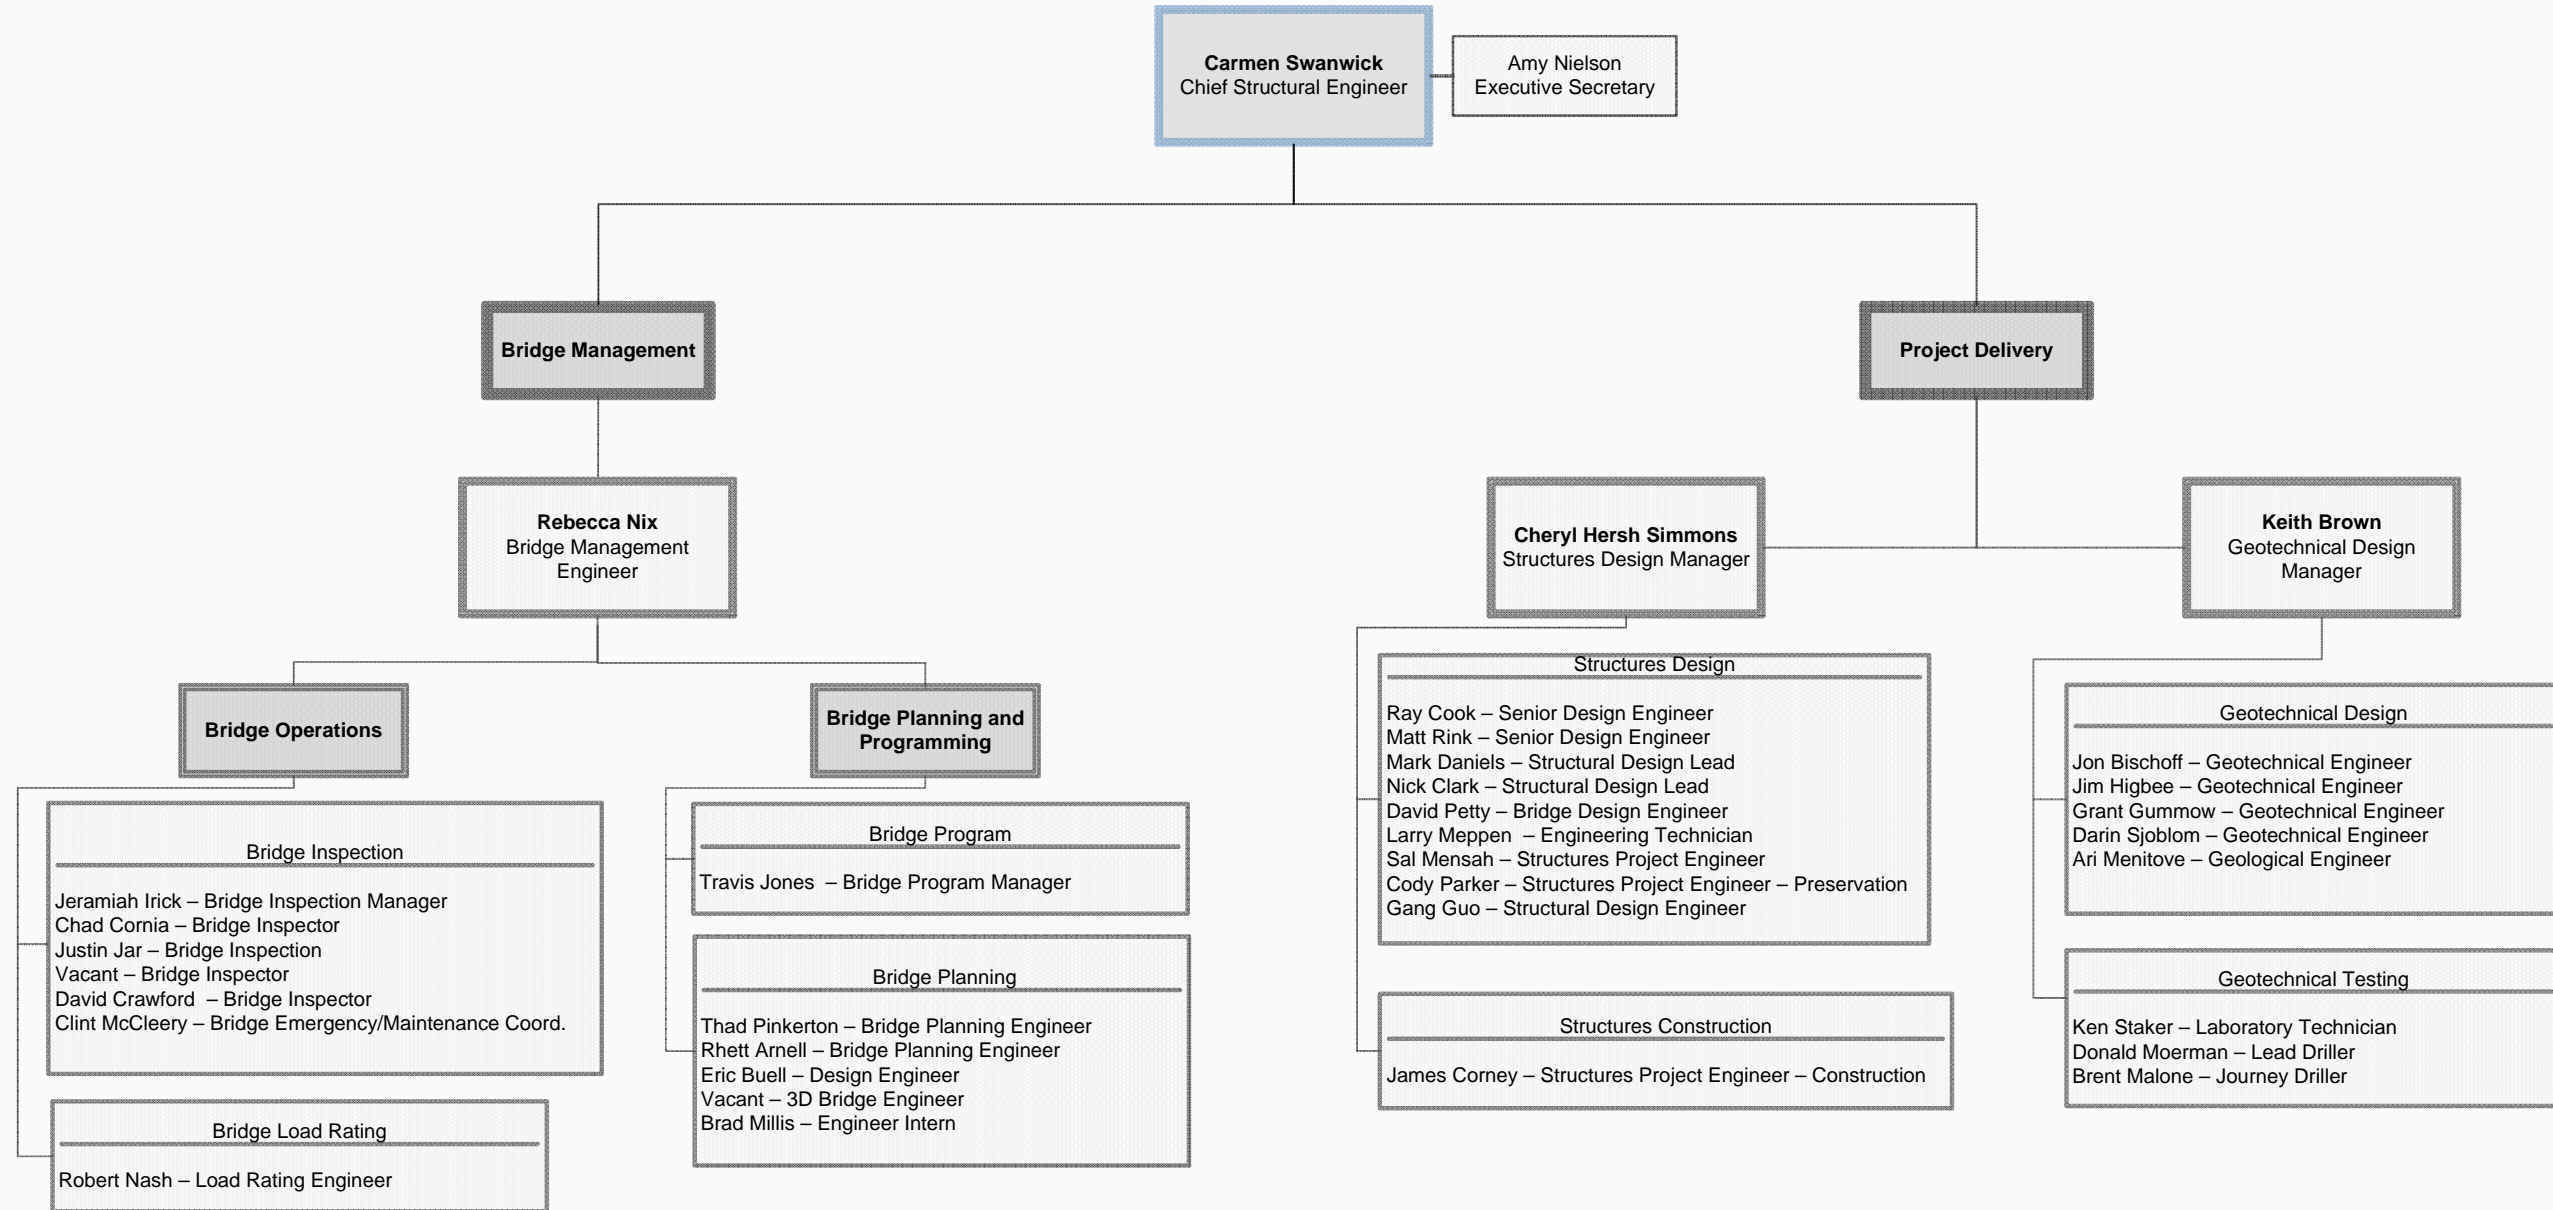 Carmen Swanwick
Chief Structural Engineer
Amy Nielson
Executive Secretary
Bridge Management
Project Delivery
Rebecca Nix
Bridge Management
Engineer
Cheryl Hersh Simmons
Structures Design Manager
Keith Brown
Geotechnical Design
Manager
Bridge Operations
Bridge Inspection
Jeramiah Irick – Bridge Inspection Manager
Chad Cornia – Bridge Inspector
Justin Jar – Bridge Inspection
Vacant – Bridge Inspector
David Crawford – Bridge Inspector
Clint McCleery – Bridge Emergency/Maintenance Coord.
Bridge Load Rating
Robert Nash – Load Rating Engineer
Bridge Planning and
Programming
Bridge Program
Travis Jones – Bridge Program Manager
Bridge Planning
Thad Pinkerton – Bridge Planning Engineer
Rhett Arnell – Bridge Planning Engineer
Eric Buell – Design Engineer
Vacant – 3D Bridge Engineer
Brad Millis – Engineer Intern
Structures Design
Ray Cook – Senior Design Engineer
Matt Rink – Senior Design Engineer
Mark Daniels – Structural Design Lead
Nick Clark – Structural Design Lead
David Petty – Bridge Design Engineer
Larry Meppen – Engineering Technician
Sal Mensah – Structures Project Engineer
Cody Parker – Structures Project Engineer – Preservation
Gang Guo – Structural Design Engineer
Structures Construction
James Corney – Structures Project Engineer – Construction
Geotechnical Design
Jon Bischoff – Geotechnical Engineer
Jim Higbee – Geotechnical Engineer
Grant Gummow – Geotechnical Engineer
Darin Sjoblom – Geotechnical Engineer
Ari Menitove – Geological Engineer
Geotechnical Testing
Ken Staker – Laboratory Technician
Donald Moerman – Lead Driller
Brent Malone – Journey Driller